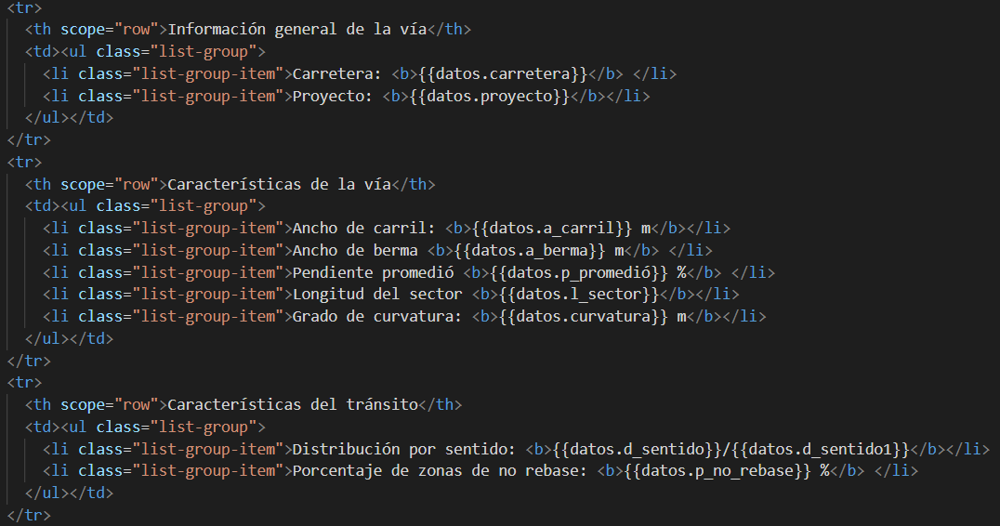 <tr>
  <th scope="row">Información general de la vía</th>
  <td><ul class="list-group">
    <li class="list-group-item">Carretera: <b>{{datos.carretera}}</b> </li>
    <li class="list-group-item">Proyecto: <b>{{datos.proyecto}}</b></li>
  </ul></td>
</tr>
<tr>
  <th scope="row">Características de la vía</th>
  <td><ul class="list-group">
    <li class="list-group-item">Ancho de carril: <b>{{datos.a_carril}} m</b></li>
    <li class="list-group-item">Ancho de berma <b>{{datos.a_berma}} m</b> </li>
    <li class="list-group-item">Pendiente promedió <b>{{datos.p_promedió}} %</b> </li>
    <li class="list-group-item">Longitud del sector <b>{{datos.l_sector}}</b></li>
    <li class="list-group-item">Grado de curvatura: <b>{{datos.curvatura}} m</b></li>
  </ul></td>
</tr>
<tr>
  <th scope="row">Características del tránsito</th>
  <td><ul class="list-group">
    <li class="list-group-item">Distribución por sentido: <b>{{datos.d_sentido}}/{{datos.d_sentido1}}</b></li>
    <li class="list-group-item">Porcentaje de zonas de no rebase: <b>{{datos.p_no_rebase}} %</b> </li>
  </ul></td>
</tr>